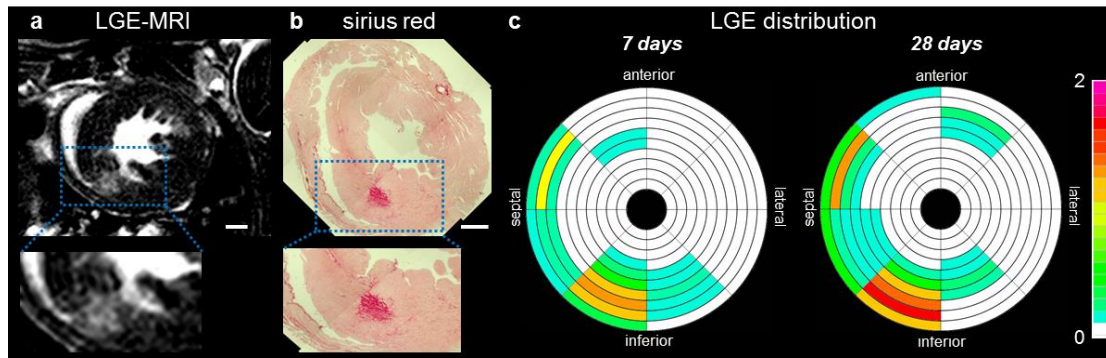 a LGE-MRI
b sirius red
c LGE distribution
7 days
28 days
anterior
anterior
septal
lateral
septal
lateral
inferior
inferior
2
1
0